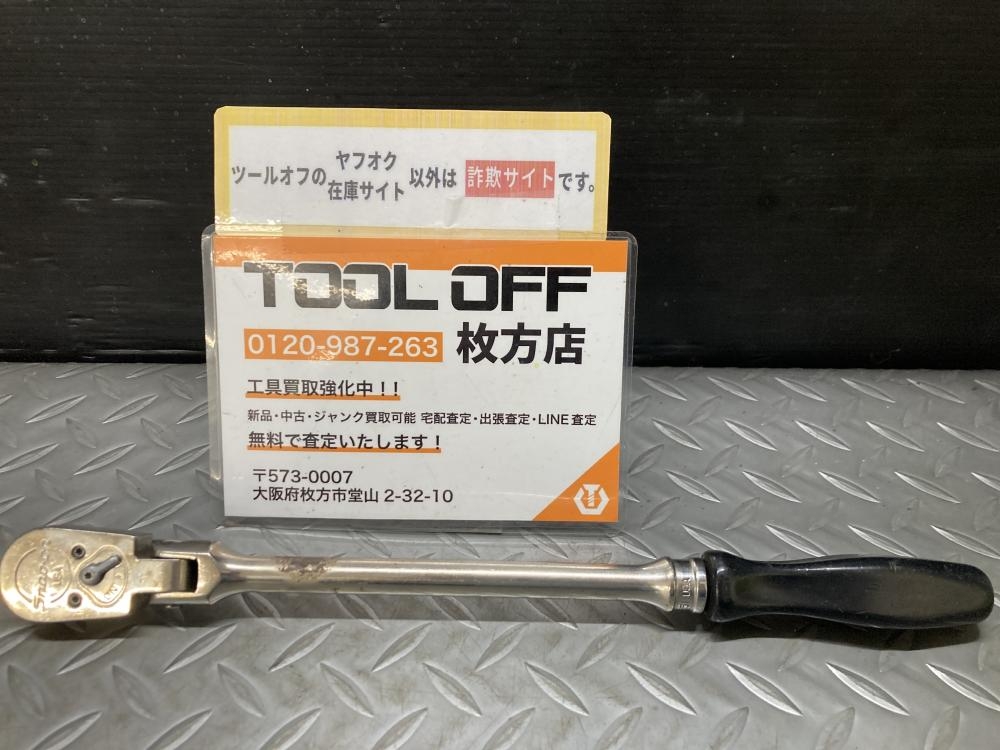 ツールオフの ヤフオク 在庫サイト 以外は 詐欺サイト です。
TOOL OFF
0120-987-263 枚方店
工具買取強化中！！
新品・中古・ジャンク買取可能 宅配査定・出張査定・LINE査定
無料で査定いたします！
〒573-0007
大阪府枚方市堂山 2-32-10
Snap-on